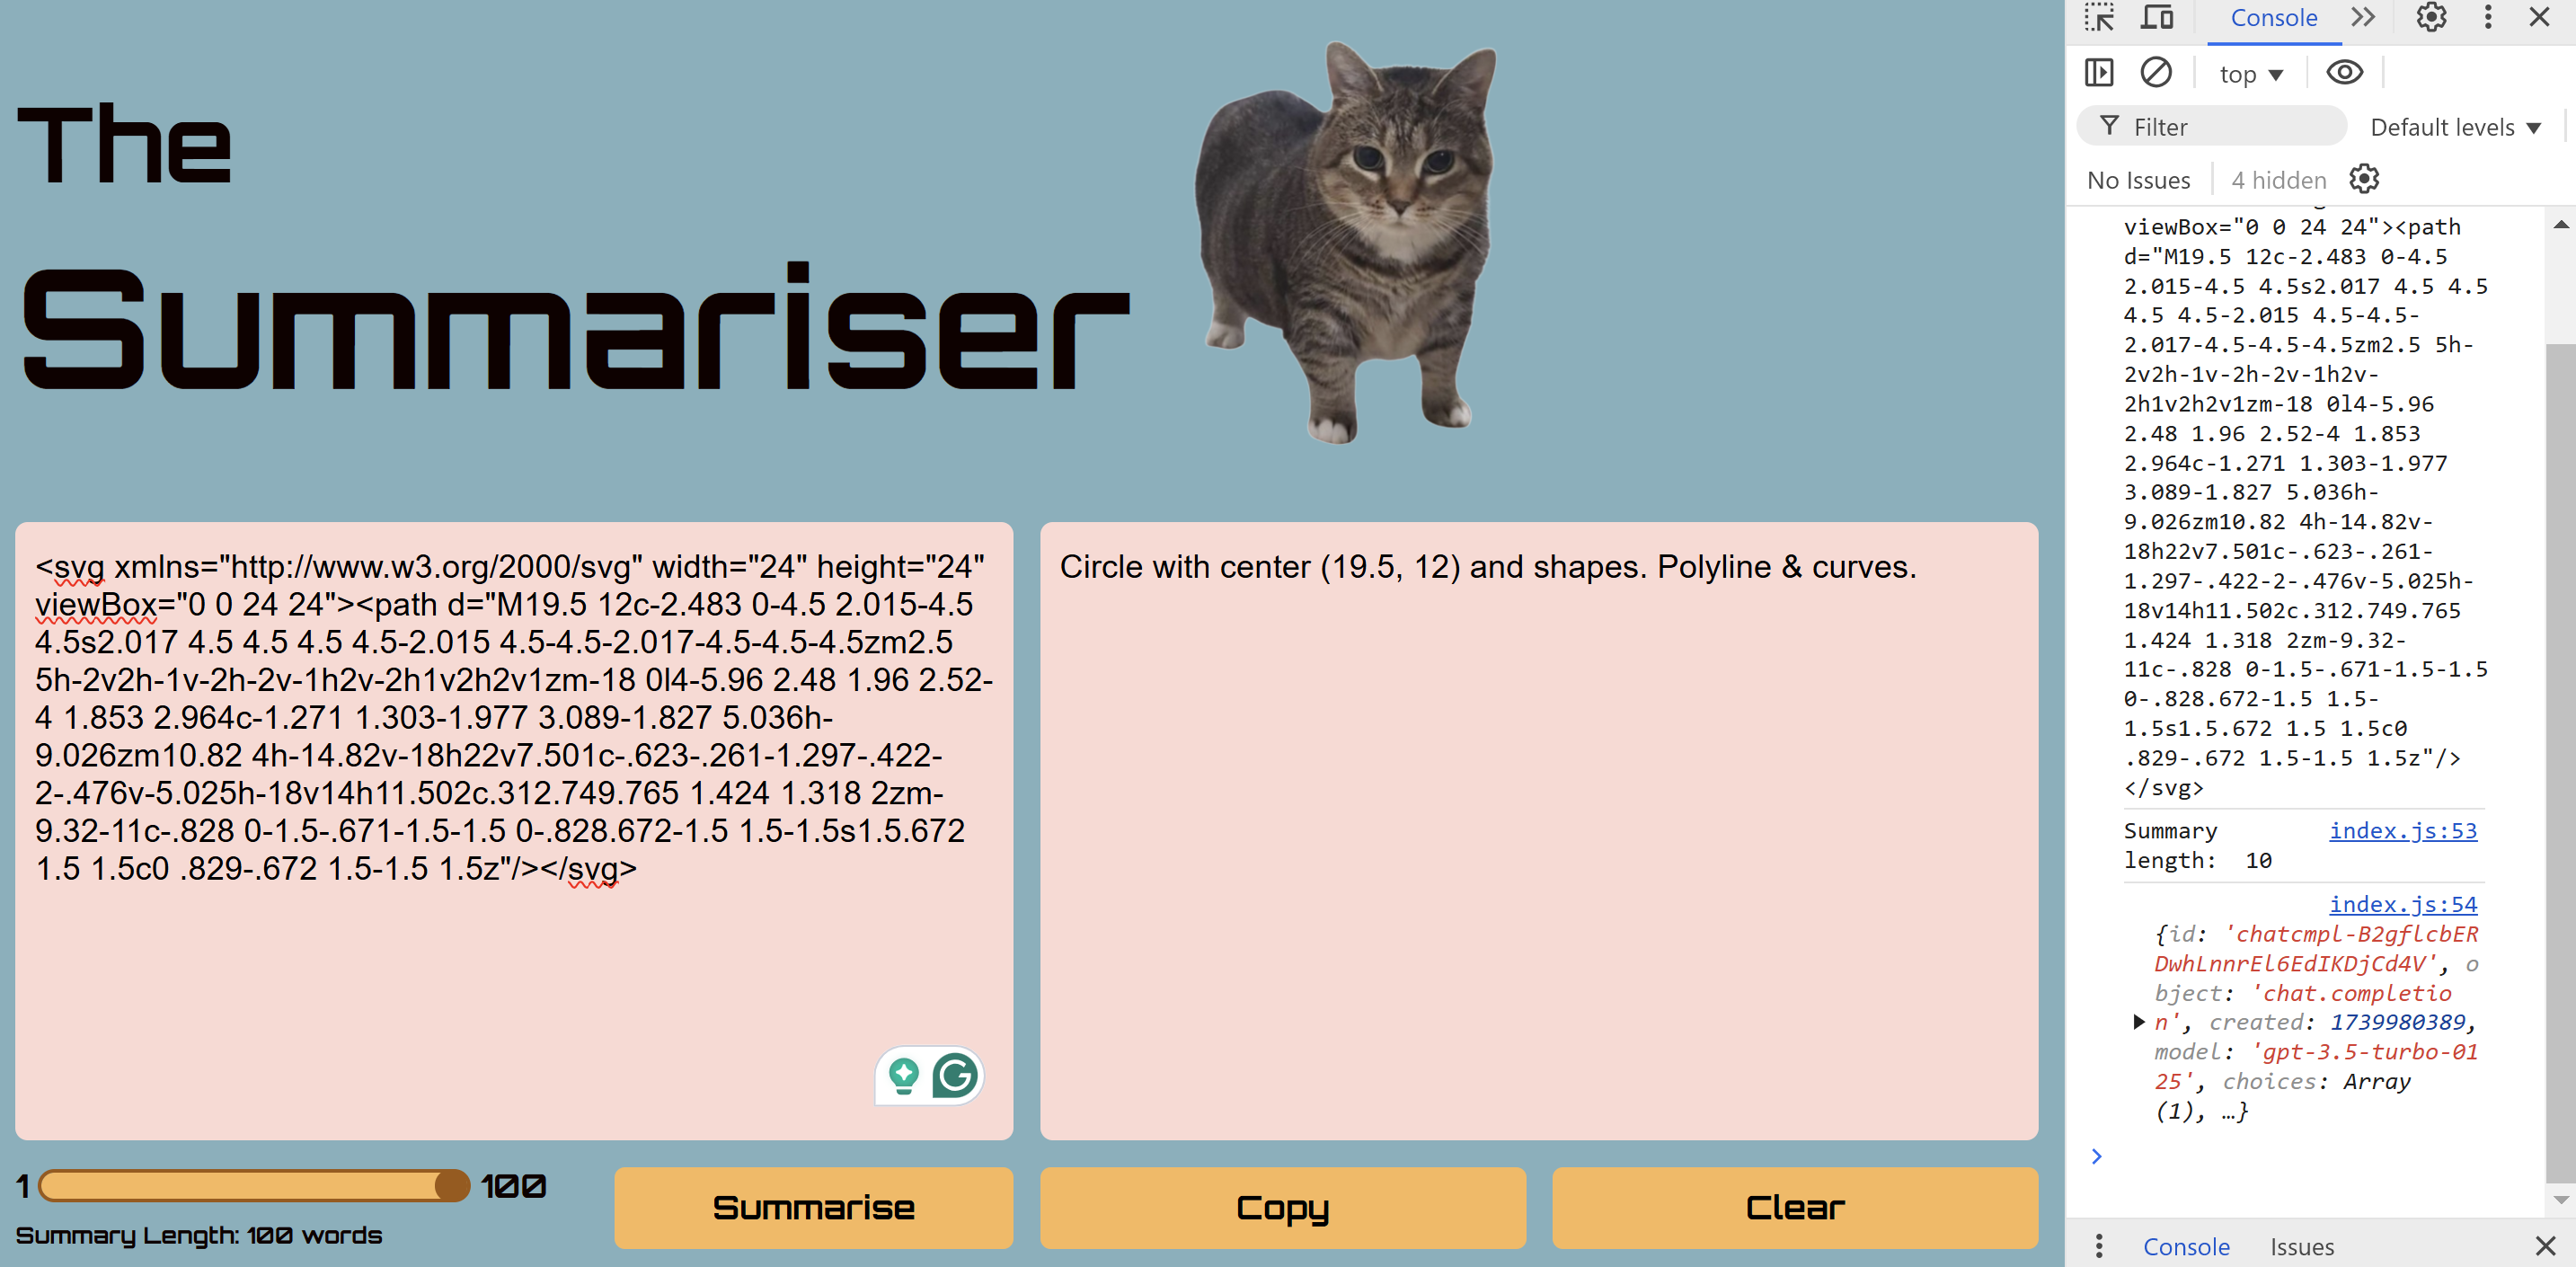 The
Summariser
<svg xmlns="http://www.w3.org/2000/svg" width="24" height="24"
viewBox="0 0 24 24"><path d="M19.5 12c-2.483 0-4.5 2.015-4.5
4.5s2.017 4.5 4.5 4.5 4.5-2.015 4.5-4.5-2.017-4.5-4.5-4.5zm2.5
5h-2v2h-1v-2h-2v-1h2v-2h1v2h2v1zm-18 0l4-5.96 2.48 1.96 2.52-
4 1.853 2.964c-1.271 1.303-1.977 3.089-1.827 5.036h-
9.026zm10.82 4h-14.82v-18h22v7.501c-.623-.261-1.297-.422-
2-.476v-5.025h-18v14h11.502c.312.749.765 1.424 1.318 2zm-
9.32-11c-.828 0-1.5-.671-1.5-1.5 0-.828.672-1.5 1.5-1.5s1.5.672
1.5 1.5c0 .829-.672 1.5-1.5 1.5z"/></svg>
Circle with center (19.5, 12) and shapes. Polyline & curves.
1 100
Summary Length: 100 words
Summarise
Copy
Clear
Console
top
Filter
Default levels
No Issues
4 hidden
viewBox="0 0 24 24"><path
d="M19.5 12c-2.483 0-4.5
2.015-4.5 4.5s2.017 4.5 4.5
4.5 4.5-2.015 4.5-4.5-
2.017-4.5-4.5-4.5zm2.5 5h-
2v2h-1v-2h-2v-1h2v-
2h1v2h2v1zm-18 0l4-5.96
2.48 1.96 2.52-4 1.853
2.964c-1.271 1.303-1.977
3.089-1.827 5.036h-
9.026zm10.82 4h-14.82v-
18h22v7.501c-.623-.261-
1.297-.422-2-.476v-5.025h-
18v14h11.502c.312.749.765
1.424 1.318 2zm-9.32-
11c-.828 0-1.5-.671-1.5-1.5
0-.828.672-1.5 1.5-
1.5s1.5.672 1.5 1.5c0
.829-.672 1.5-1.5 1.5z"/>
</svg>
Summary index.js:53
length: 10
index.js:54
{id: 'chatcmpl-B2gflcbER
DwhLnnrEl6EdIKDjCd4V', o
bject: 'chat.completio
n', created: 1739980389,
model: 'gpt-3.5-turbo-01
25', choices: Array
(1), …}
Console
Issues